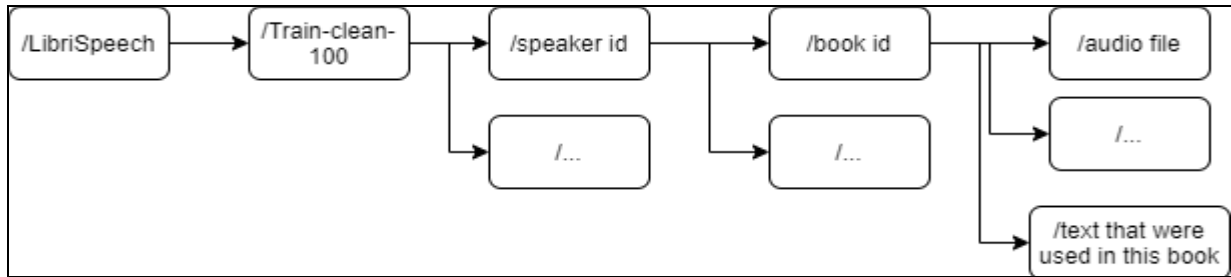 /LibriSpeech
/Train-clean-
100
/speaker id
/book id
/audio file
/...
/...
/...
/text that were
used in this book